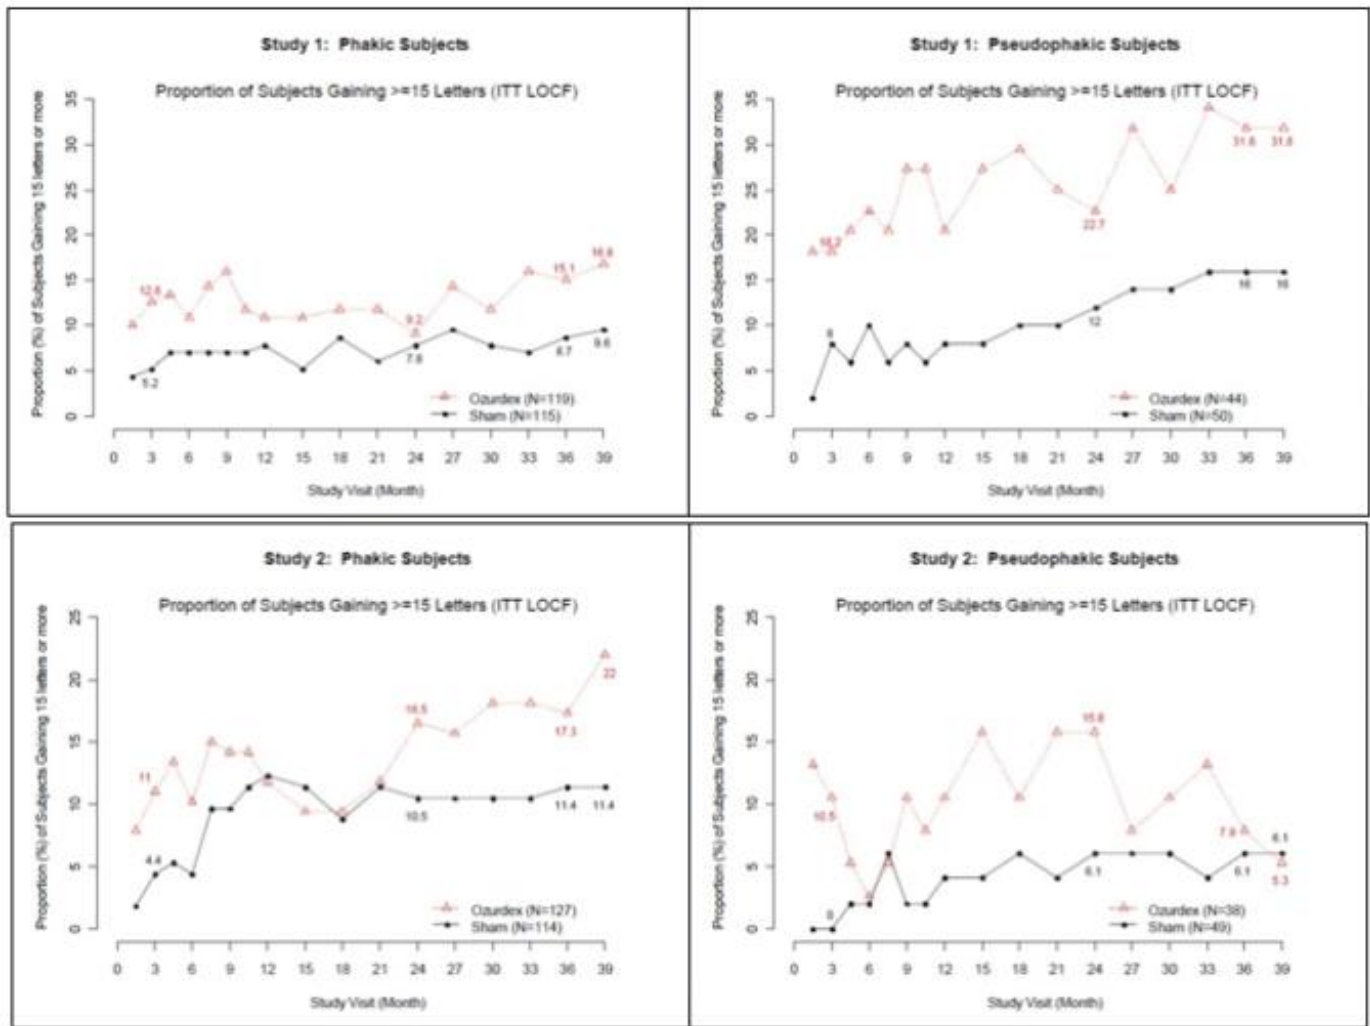 Study 1: Phakic Subjects
Proportion of Subjects Gaining >=15 Letters (ITT LOCF)
Proportion (%) of Subjects Gaining 15 letters or more
35
30
25
20
15
10
5
0
12.6
5.2
9.2
7.8
15.1
8.7
16.8
9.6
Ozurdex (N=119)
Sham (N=115)
0 3 6 9 12 15 18 21 24 27 30 33 36 39
Study Visit (Month)
Study 1: Pseudophakic Subjects
Proportion of Subjects Gaining >=15 Letters (ITT LOCF)
Proportion (%) of Subjects Gaining 15 letters or more
35
30
25
20
15
10
5
0
18.2
8
22.7
12
31.8
16
31.8
16
Ozurdex (N=44)
Sham (N=50)
0 3 6 9 12 15 18 21 24 27 30 33 36 39
Study Visit (Month)
Study 2: Phakic Subjects
Proportion of Subjects Gaining >=15 Letters (ITT LOCF)
Proportion (%) of Subjects Gaining 15 letters or more
25
20
15
10
5
0
11
4.4
16.5
10.5
17.3
11.4
22
11.4
Ozurdex (N=127)
Sham (N=114)
0 3 6 9 12 15 18 21 24 27 30 33 36 39
Study Visit (Month)
Study 2: Pseudophakic Subjects
Proportion of Subjects Gaining >=15 Letters (ITT LOCF)
Proportion (%) of Subjects Gaining 15 letters or more
25
20
15
10
5
0
10.5
0
15.8
6.1
7.9
6.1
6.1
5.3
Ozurdex (N=38)
Sham (N=49)
0 3 6 9 12 15 18 21 24 27 30 33 36 39
Study Visit (Month)